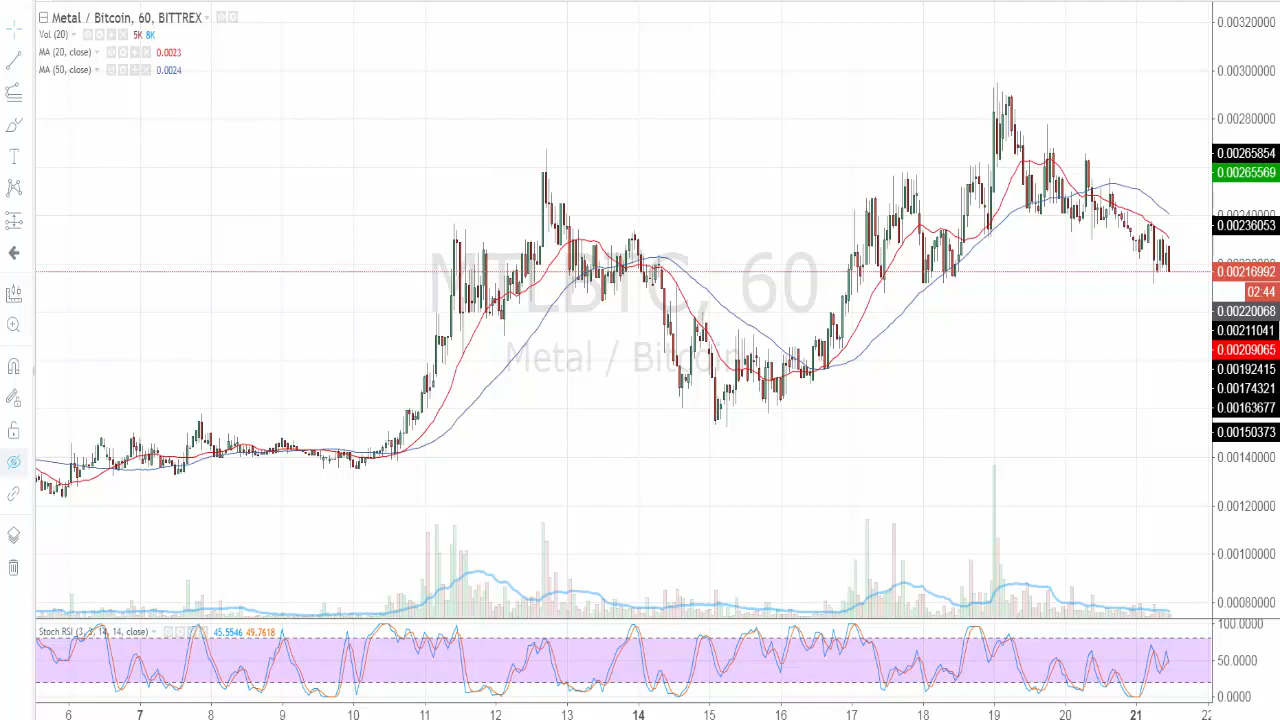 Metal / Bitcoin, 60, BITTREX
Vol (20) 5K 8K
MA (20, close) 0.0023
MA (50, close) 0.0024
MTLBTC, 60
Metal / Bitcoin
0.00320000
0.00300000
0.00280000
0.00265854
0.00265569
0.00240000
0.00236053
0.00216992
02:44
0.00220068
0.00211041
0.00209065
0.00192415
0.00174321
0.00163677
0.00150373
0.00140000
0.00120000
0.00100000
0.00080000
Stoch RSI (3, 3, 14, 14, close) 45.5546 49.7618
100.0000
50.0000
0.0000
6 7 8 9 10 11 12 13 14 15 16 17 18 19 20 21 22